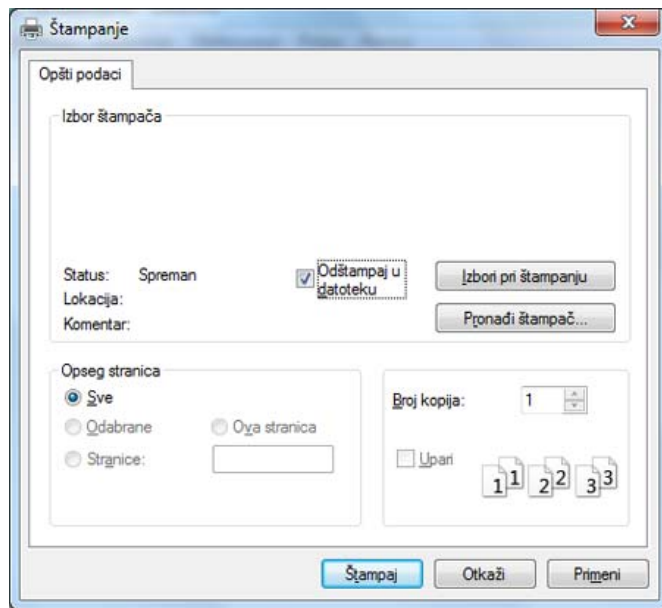 Štampanje
Opšti podaci
Izbor štampača
Status: Spreman
Odštampaj u
datoteku
Izbori pri štampanju
Lokacija:
Komentar:
Pronađi štampač...
Opseg stranica
Sve
Odabrane
Ova stranica
Stranice:
Broj kopija: 1
Upari
1 1 2 2 3 3
Štampaj
Otkaži
Primeni